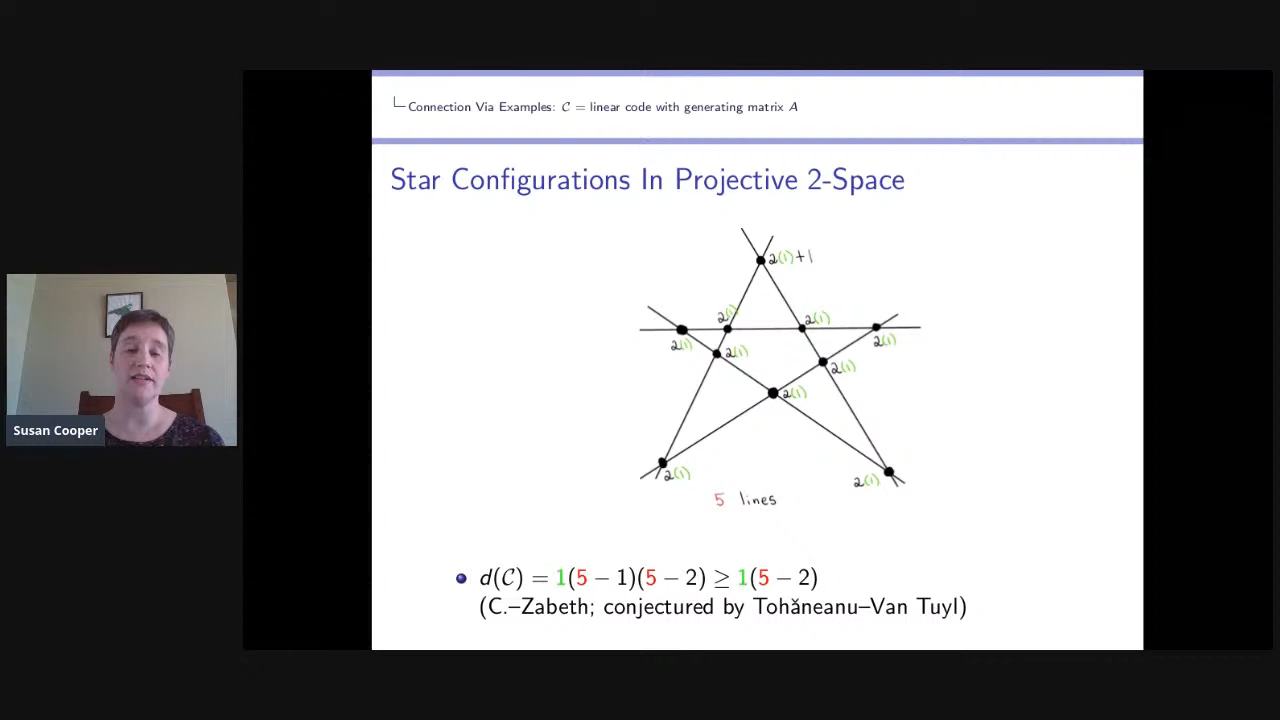 Connection Via Examples: C = linear code with generating matrix A
Star Configurations In Projective 2-Space
2(1)+1
2(1)
2(1)
2(1)
2(1)
2(1)
2(1)
2(1)
2(1)
2(1)
5 lines
Susan Cooper
d(C) = 1(5 − 1)(5 − 2) ≥ 1(5 − 2)
(C.–Zabeth; conjectured by Tohǎneanu–Van Tuyl)